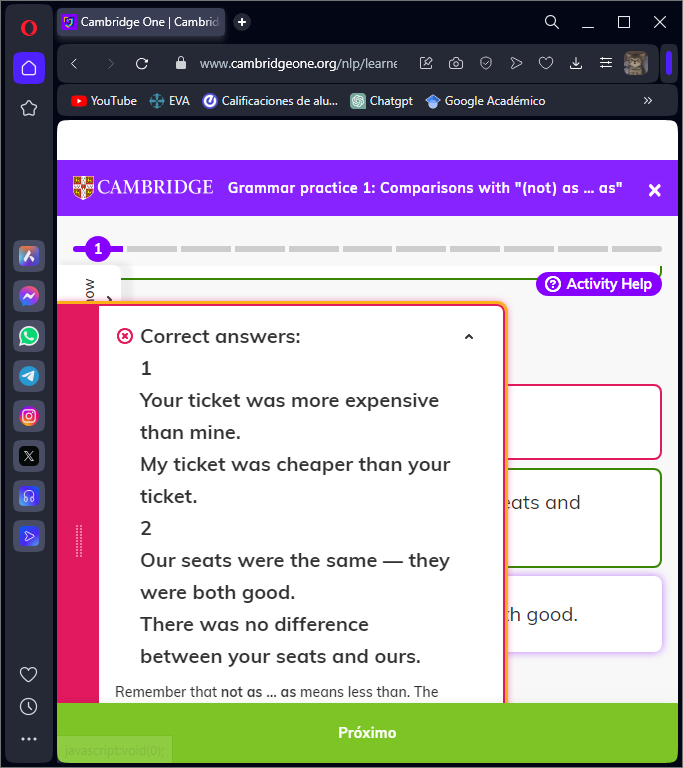 Cambridge One | Cambrid
www.cambridgeone.org/nlp/learne
YouTube
EVA
Calificaciones de alu...
Chatgpt
Google Académico
CAMBRIDGE
Grammar practice 1: Comparisons with "(not) as ... as"
1
Activity Help
Correct answers:
1
Your ticket was more expensive
than mine.
My ticket was cheaper than your
ticket.
2
Our seats were the same — they
were both good.
There was no difference
between your seats and ours.
Remember that not as ... as means less than. The
eats and
th good.
Próximo
javascript:void(0);